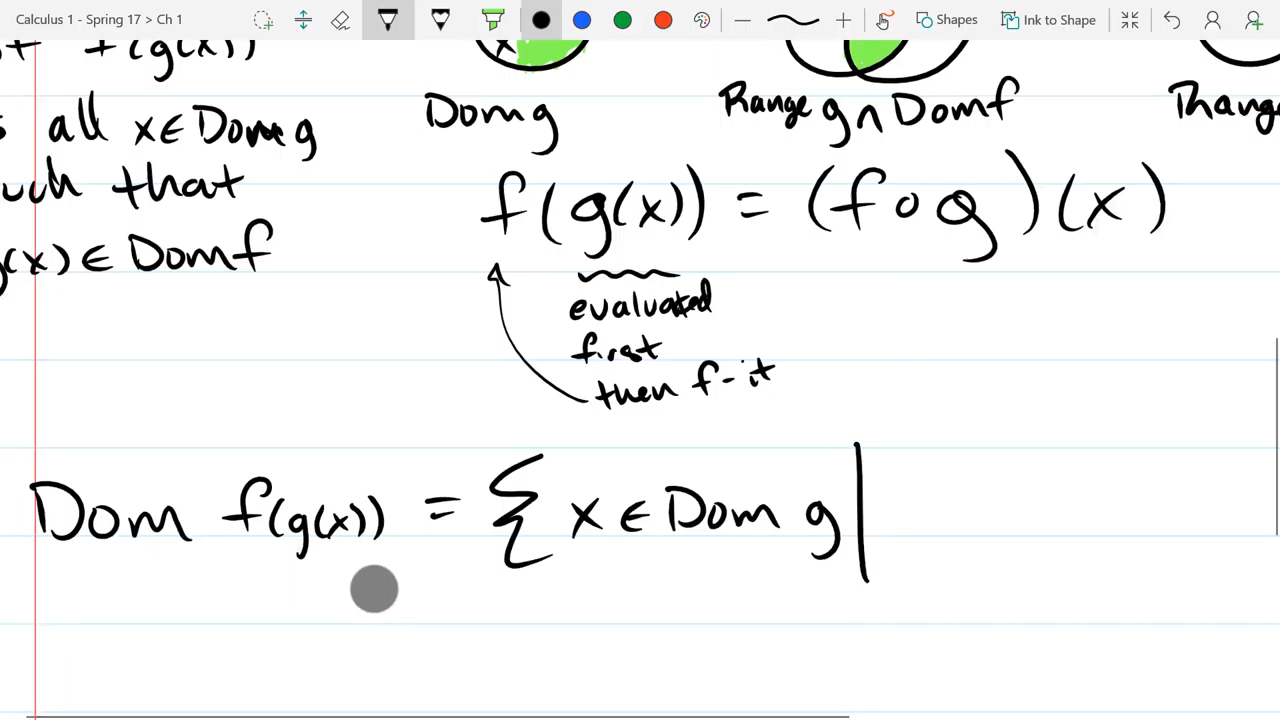 Calculus 1 - Spring 17 > Ch 1
Shapes
Ink to Shape
f(g(x))
all x ∈ Dom g
such that
g(x) ∈ Dom f
Dom g
Range g ∩ Dom f
Range
f(g(x)) = (f ∘ g)(x)
evaluated
first
then f-it
Dom f(g(x)) = { x ∈ Dom g |